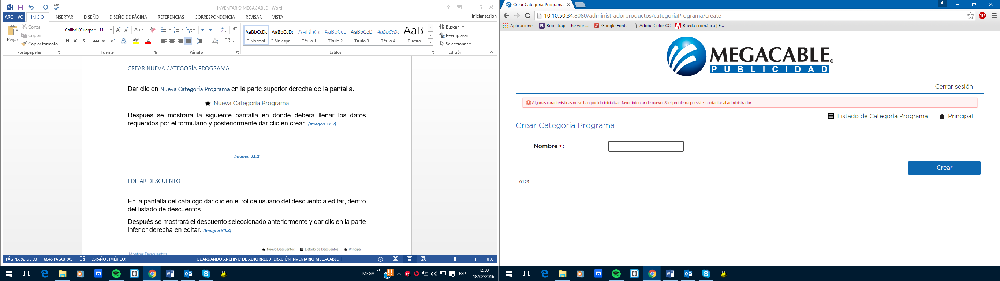 INVENTARIO MEGACABLE - Word
ABC
ARCHIVO INICIO INSERTAR DISEÑO DISEÑO DE PÁGINA REFERENCIAS CORRESPONDENCIA REVISAR VISTA
Iniciar sesión
Pegar
Cortar
Copiar
Copiar formato
Portapapeles
Calibri (Cuerpo 11
N K S abc x₂ x²
Fuente
Párrafo
AaBbCcDc AaBbCcDc AaBbC( AaBbCcC AaBbCcD AaBbCcDc AaBl
¶ Normal ¶ Sin espa... Título 1 Título 2 Título 3 Título 4 Puesto
Estilos
Buscar
Reemplazar
Seleccionar
Edición
CREAR NUEVA CATEGORÍA PROGRAMA
Dar clic en Nueva Categoría Programa en la parte superior derecha de la pantalla.
Nueva Categoría Programa
Después se mostrará la siguiente pantalla en donde deberá llenar los datos
requeridos por el formulario y posteriormente dar clic en crear. (Imagen 31.2)
Imagen 31.2
EDITAR DESCUENTO
En la pantalla del catalogo dar clic en el rol de usuario del descuento a editar, dentro
del listado de descuentos.
Después se mostrará el descuento seleccionado anteriormente y dar clic en la parte
inferior derecha en editar. (Imagen 30.3)
Nuevo Descuentos Listado de Descuentos Principal
Mostrar Descuentos
PÁGINA 92 DE 93 6845 PALABRAS ESPAÑOL (MÉXICO) GUARDANDO ARCHIVO DE AUTORRECUPERACIÓN INVENTARIO MEGACABLE: 110 %
MEGA ESP 12:50
18/02/2016
Crear Categoría Programa
10.10.50.34:8080/administradorproductos/categoriaPrograma/create
ABP
Aplicaciones Bootstrap · The worl... Google Fonts Adobe Color CC Rueda cromática | E...
MEGACABLE®
PUBLICIDAD
Cerrar sesión
Algunas características no se han podido inicializar, favor intentar de nuevo. Si el problema persiste, contactar al administrador.
Listado de Categoría Programa Principal
Crear Categoría Programa
Nombre *:
Crear
0.1.23